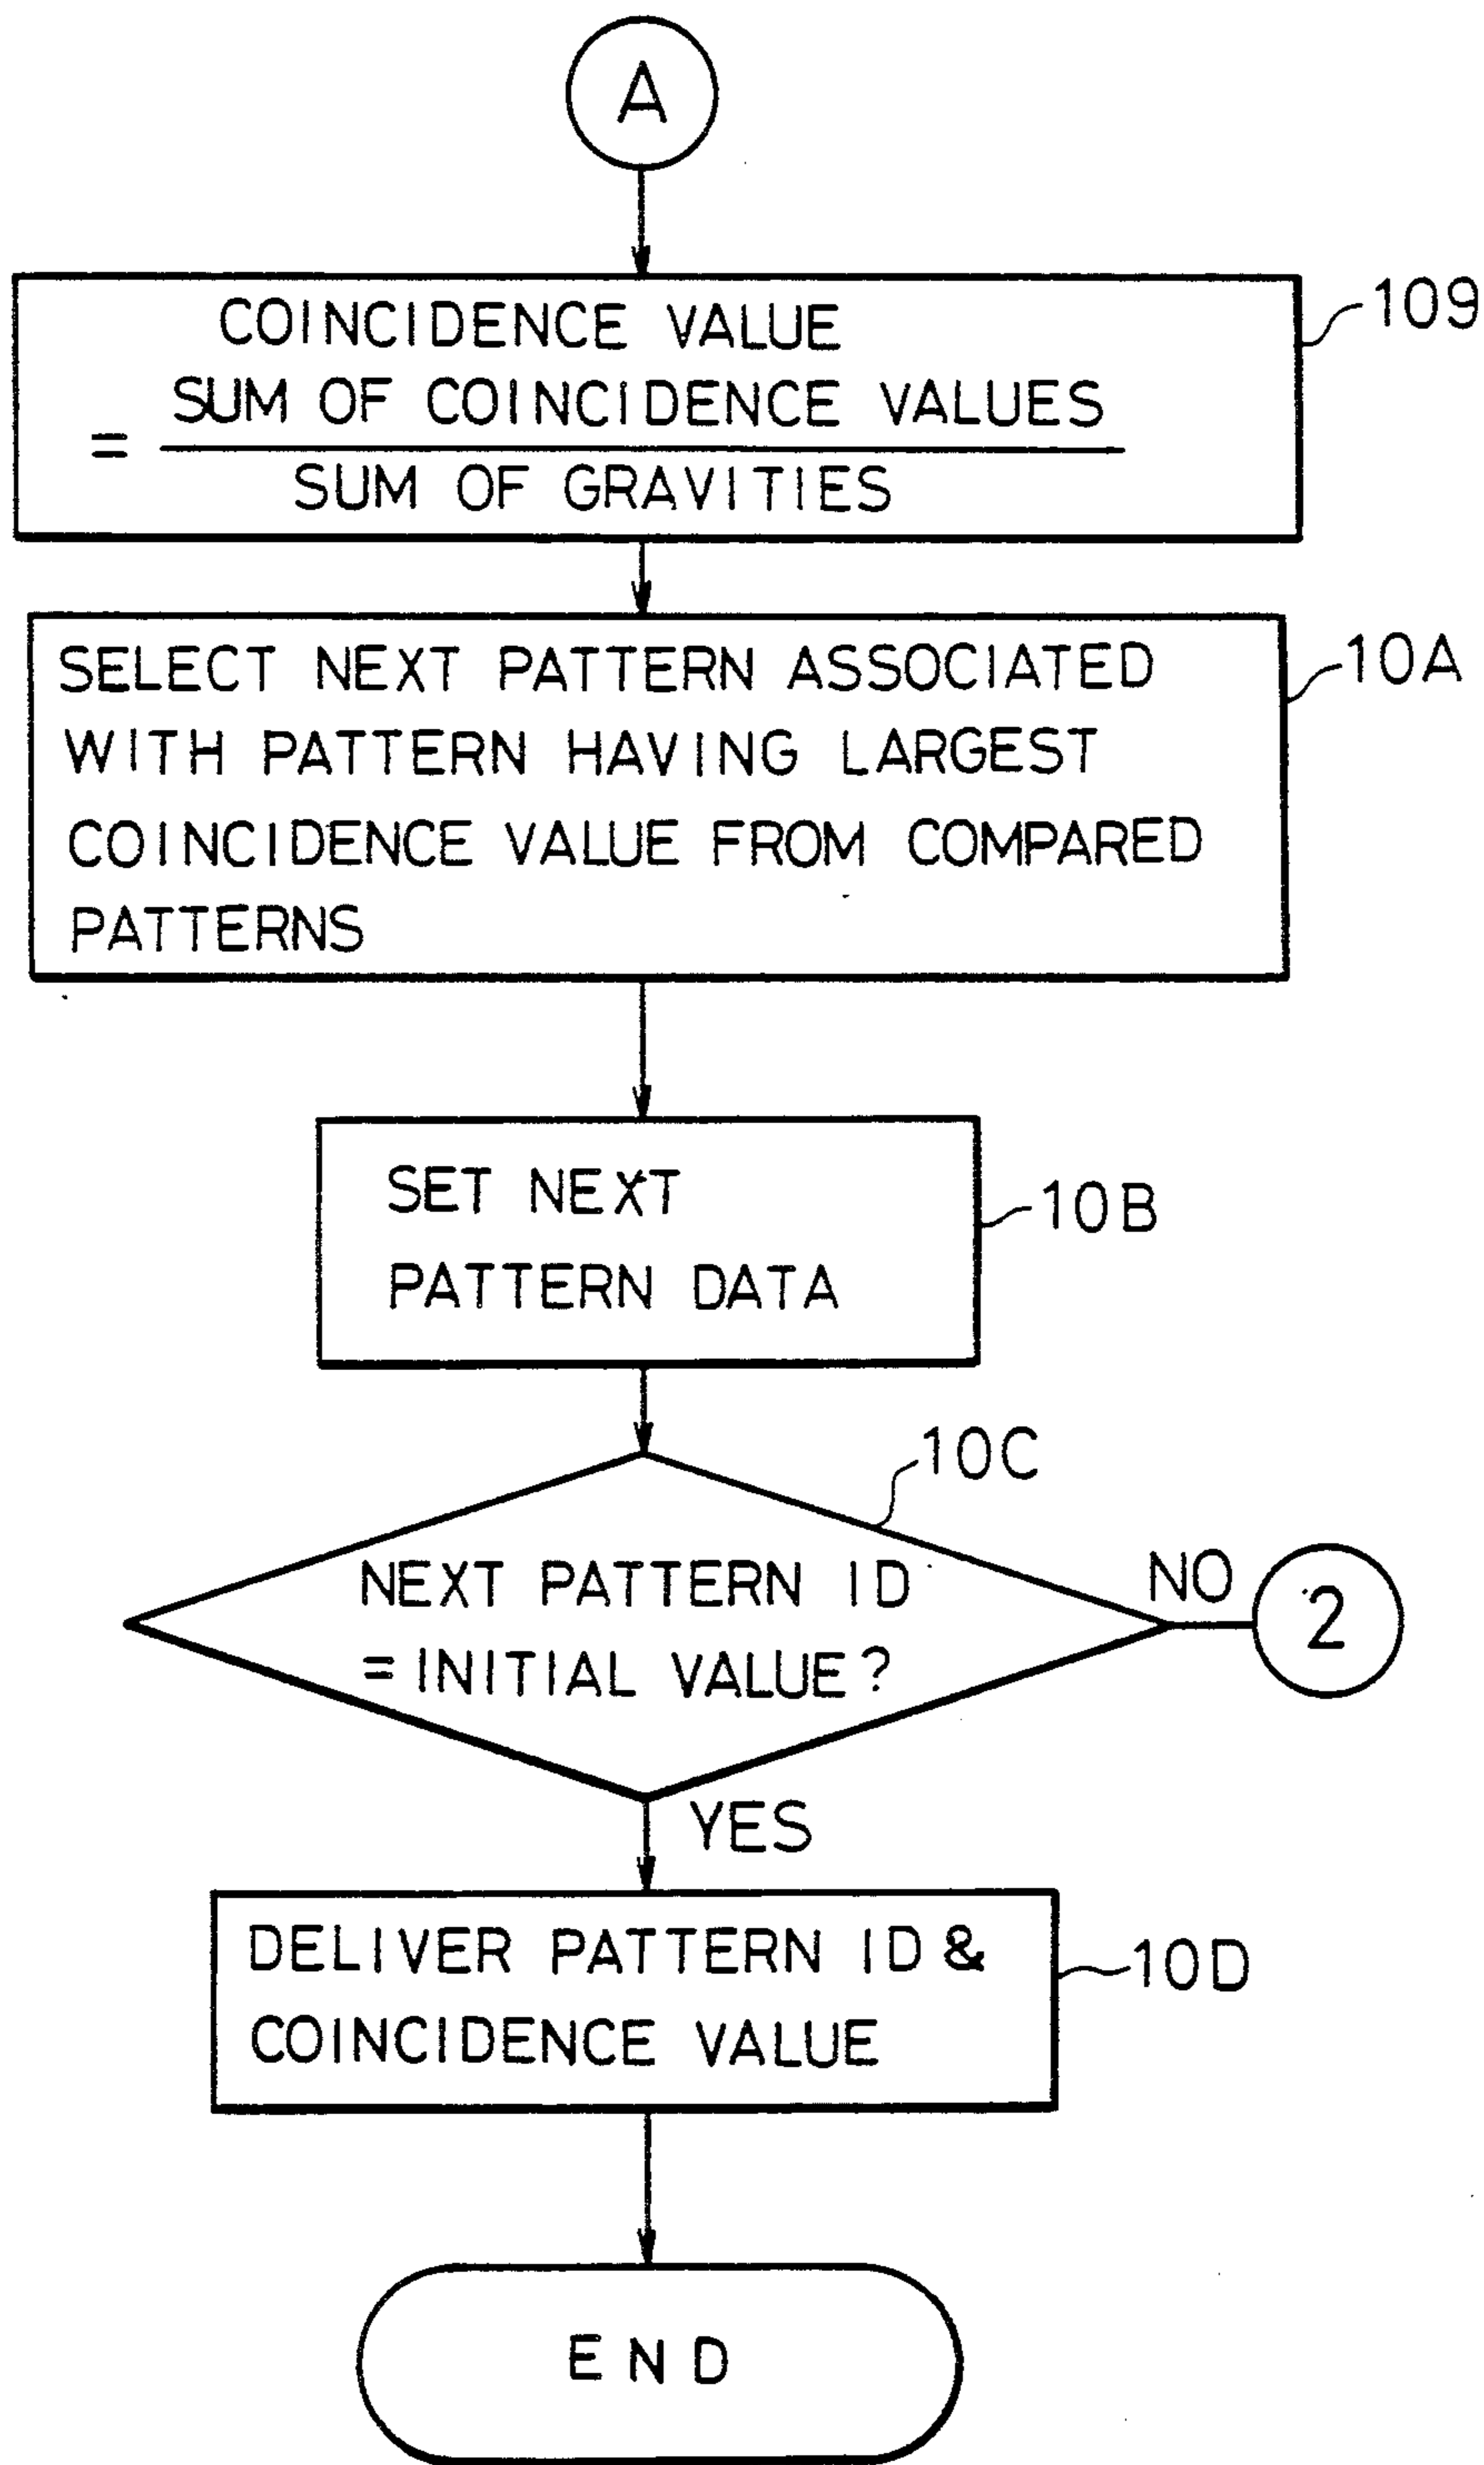 A
COINCIDENCE VALUE
SUM OF COINCIDENCE VALUES
=
SUM OF GRAVITIES
109
SELECT NEXT PATTERN ASSOCIATED
WITH PATTERN HAVING LARGEST
COINCIDENCE VALUE FROM COMPARED
PATTERNS
10A
SET NEXT
PATTERN DATA
10B
10C
NEXT PATTERN ID
= INITIAL VALUE?
NO
2
YES
DELIVER PATTERN ID &
COINCIDENCE VALUE
10D
END